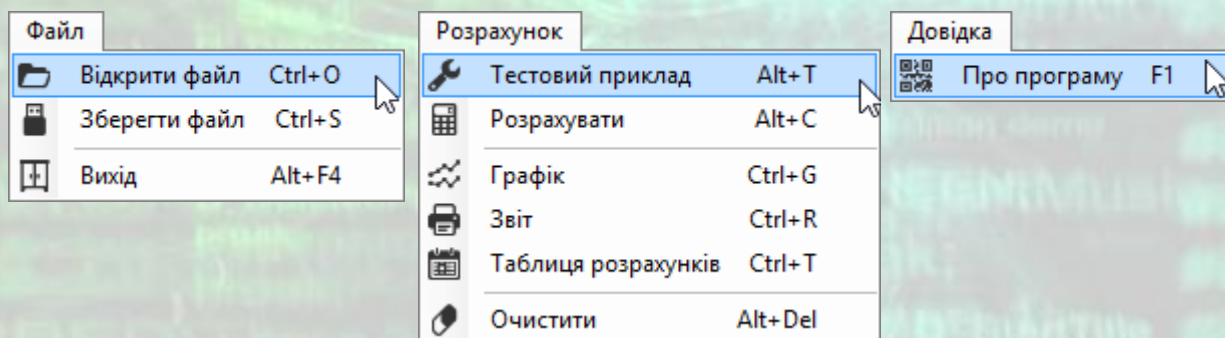 Файл
Відкрити файл Ctrl+O
Зберегти файл Ctrl+S
Вихід Alt+F4
Розрахунок
Тестовий приклад Alt+T
Розрахувати Alt+C
Графік Ctrl+G
Звіт Ctrl+R
Таблиця розрахунків Ctrl+T
Очистити Alt+Del
Довідка
Про програму F1